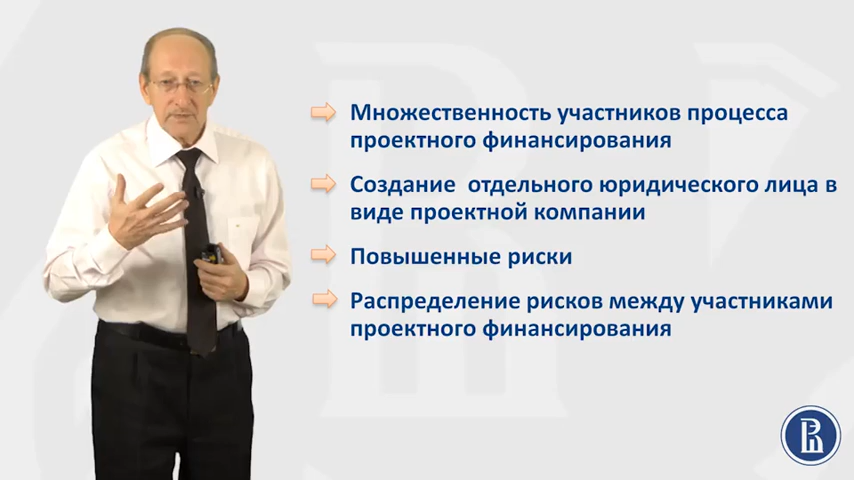 Множественность участников процесса
проектного финансирования
Создание отдельного юридического лица в
виде проектной компании
Повышенные риски
Распределение рисков между участниками
проектного финансирования